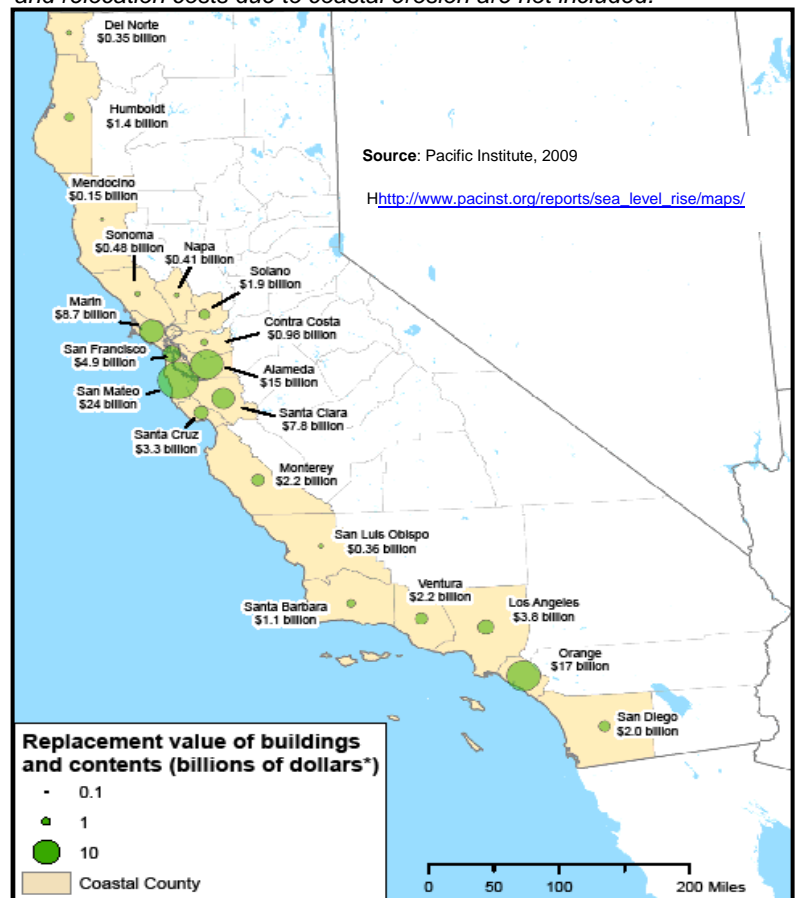 and relocation costs due to coastal erosion are not included.
Del Norte
$0.35 billion
Humboldt
$1.4 billion
Source: Pacific Institute, 2009
Hhttp://www.pacinst.org/reports/sea_level_rise/maps/
Mendocino
$0.15 billion
Sonoma
$0.48 billion
Napa
$0.41 billion
Solano
$1.9 billion
Marin
$8.7 billion
Contra Costa
$0.98 billion
San Francisco
$4.9 billion
Alameda
$15 billion
San Mateo
$24 billion
Santa Clara
$7.8 billion
Santa Cruz
$3.3 billion
Monterey
$2.2 billion
San Luis Obispo
$0.36 billion
Ventura
$2.2 billion
Santa Barbara
$1.1 billion
Los Angeles
$3.8 billion
Orange
$17 billion
San Diego
$2.0 billion
Replacement value of buildings
and contents (billions of dollars*)
0.1
1
10
Coastal County
0 50 100 200 Miles